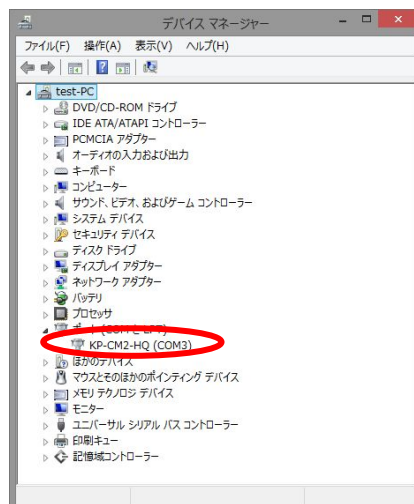 デバイス マネージャー
ファイル(F) 操作(A) 表示(V) ヘルプ(H)
test-PC
DVD/CD-ROM ドライブ
IDE ATA/ATAPI コントローラー
PCMCIA アダプター
オーディオの入力および出力
キーボード
コンピューター
サウンド、ビデオ、およびゲーム コントローラー
システム デバイス
セキュリティ デバイス
ディスク ドライブ
ディスプレイ アダプター
ネットワーク アダプター
バッテリ
プロセッサ
ポート (COM と LPT)
KP-CM2-HQ (COM3)
ほかのデバイス
マウスとそのほかのポインティング デバイス
メモリ テクノロジ デバイス
モニター
ユニバーサル シリアル バス コントローラー
印刷キュー
記憶域コントローラー